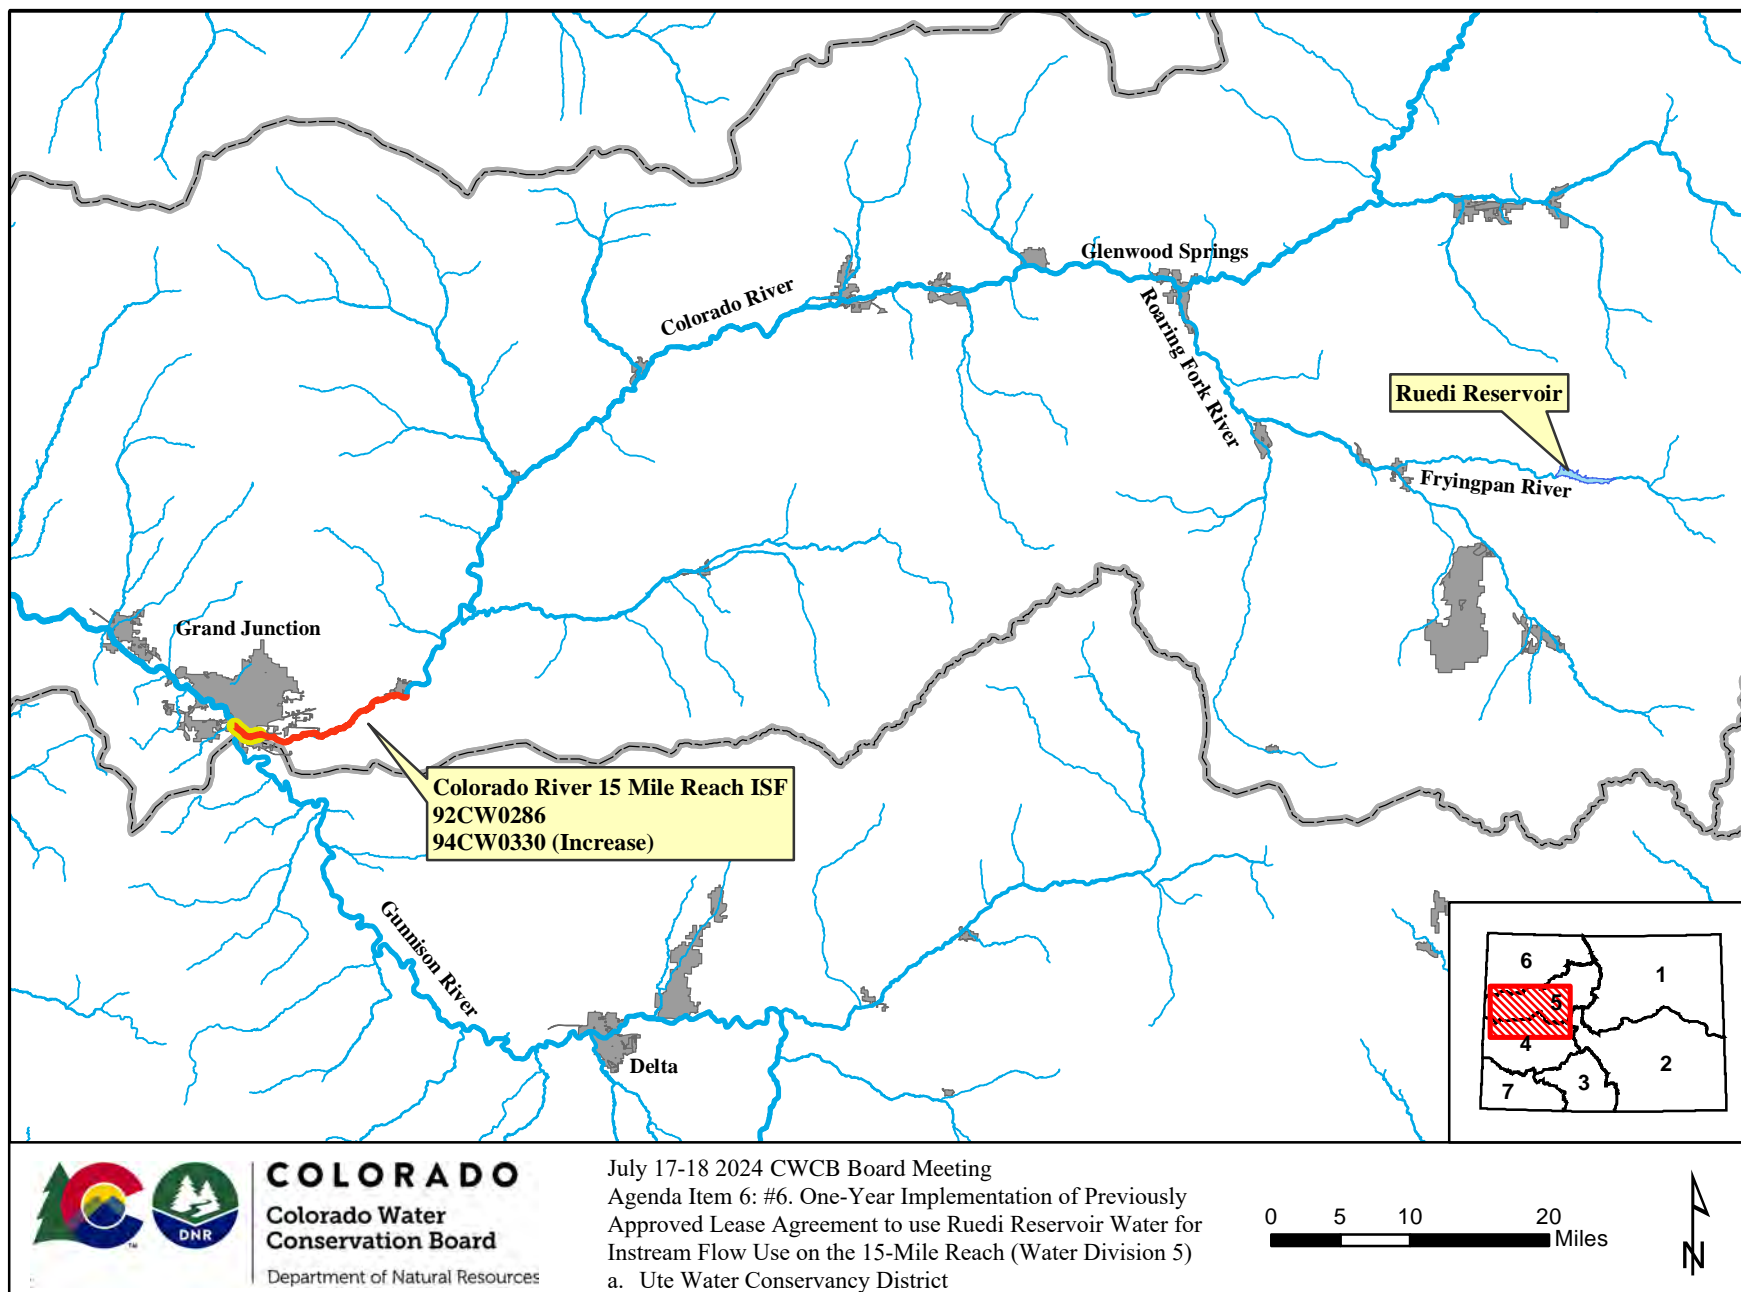 Glenwood Springs
Colorado River
Roaring Fork River
Ruedi Reservoir
Fryingpan River
Grand Junction
Colorado River 15 Mile Reach ISF
92CW0286
94CW0330 (Increase)
Gunnison River
Delta
6
1
5
4
2
3
7
COLORADO
Colorado Water
Conservation Board
Department of Natural Resources
DNR
TM
July 17-18 2024 CWCB Board Meeting
Agenda Item 6: #6. One-Year Implementation of Previously
Approved Lease Agreement to use Ruedi Reservoir Water for
Instream Flow Use on the 15-Mile Reach (Water Division 5)
a. Ute Water Conservancy District
0 5 10 20
Miles
N